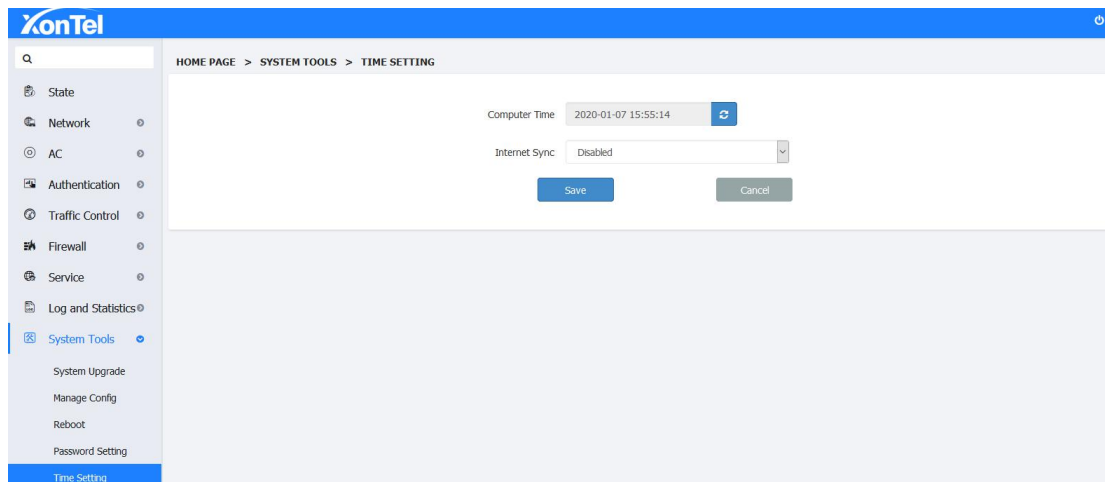 XonTel
HOME PAGE > SYSTEM TOOLS > TIME SETTING
State
Network
AC
Authentication
Traffic Control
Firewall
Service
Log and Statistics
System Tools
System Upgrade
Manage Config
Reboot
Password Setting
Time Setting
Computer Time 2020-01-07 15:55:14
Internet Sync Disabled
Save Cancel